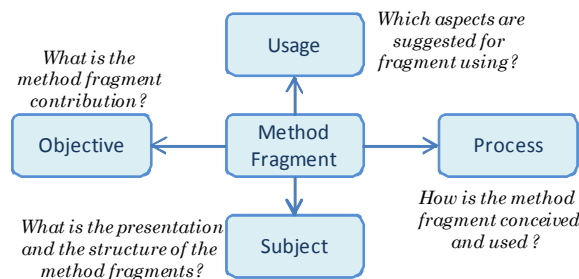 Usage
Which aspects are
suggested for
fragment using?
What is the
method fragment
contribution?
Objective
Method
Fragment
Process
What is the presentation
and the structure of the
method fragments?
Subject
How is the method
fragment conceived
and used ?